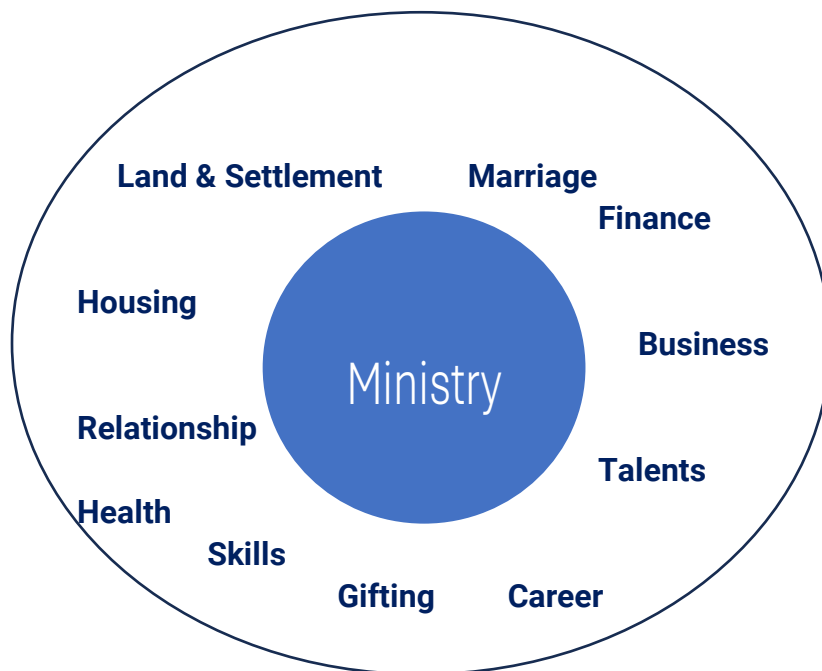 Land & Settlement
Marriage
Finance
Housing
Business
Ministry
Relationship
Talents
Health
Skills
Gifting
Career